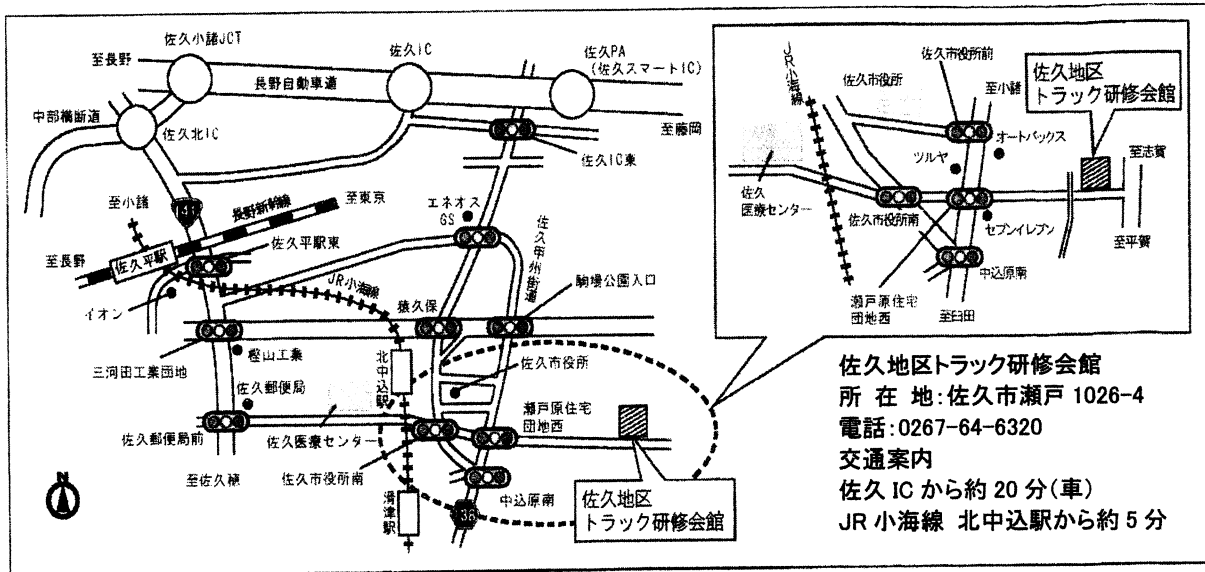 佐久小諸JCT
至長野
佐久IC
佐久PA
(佐久スマートIC)
長野自動車道
中部横断道
佐久北IC
至藤岡
佐久IC東
141
至小諸
長野新幹線
至東京
エネオス
GS
佐久甲州街道
佐久平駅
佐久平駅東
至長野
JR小海線
イオン
猿久保
駒場公園入口
三河田工業団地
樫山工業
北中込駅
佐久市役所
佐久郵便局
瀬戸原住宅
団地西
佐久郵便局前
佐久医療センター
至佐久穂
佐久市役所南
滑津駅
中込原南
佐久地区
トラック研修会館
N
佐久市役所前
JR小海線
佐久市役所
至小諸
佐久地区
トラック研修会館
オートバックス
ツルヤ
至志賀
佐久
医療センター
佐久市役所南
セブンイレブン
至平賀
中込原南
瀬戸原住宅
団地西
至臼田
佐久地区トラック研修会館
所 在 地:佐久市瀬戸 1026-4
電話:0267-64-6320
交通案内
佐久 IC から約 20 分(車)
JR 小海線 北中込駅から約 5 分